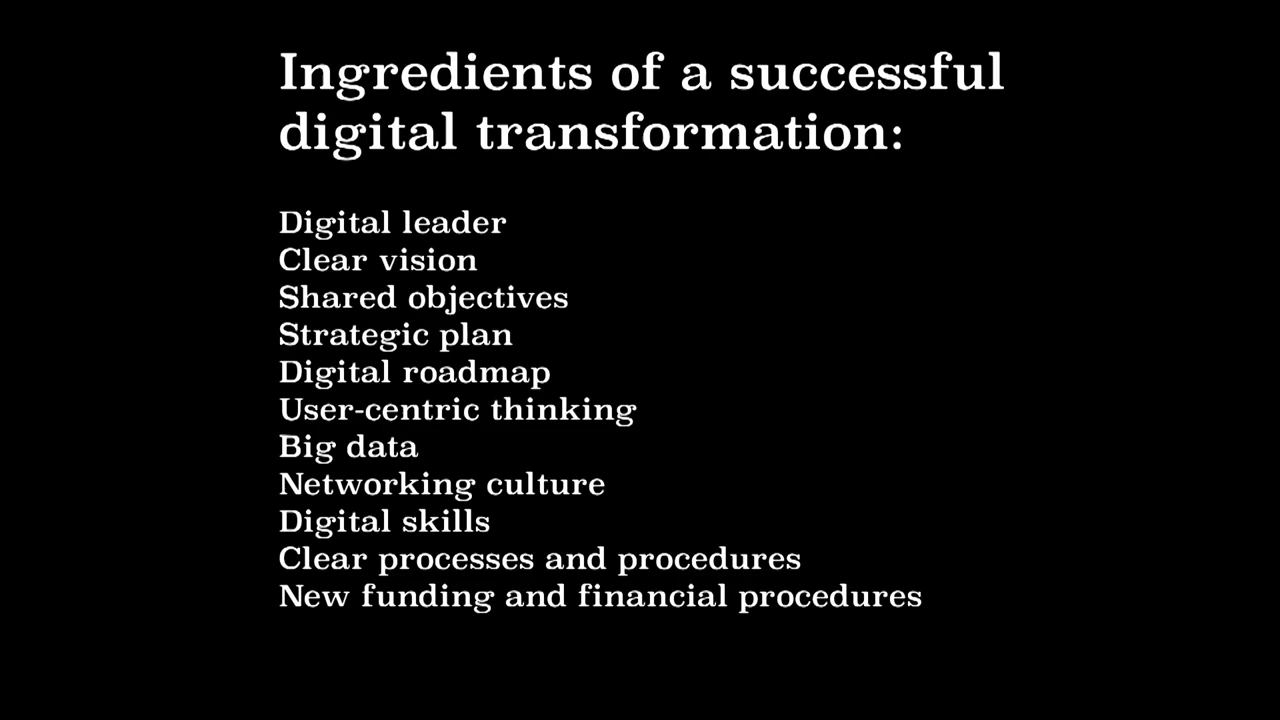 Ingredients of a successful
digital transformation:
Digital leader
Clear vision
Shared objectives
Strategic plan
Digital roadmap
User-centric thinking
Big data
Networking culture
Digital skills
Clear processes and procedures
New funding and financial procedures